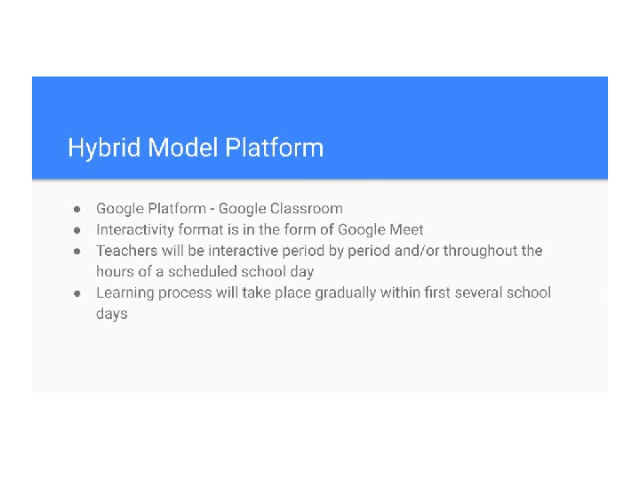 Hybrid Model Platform
● Google Platform - Google Classroom
● Interactivity format is in the form of Google Meet
● Teachers will be interactive period by period and/or throughout the
hours of a scheduled school day
● Learning process will take place gradually within first several school
days